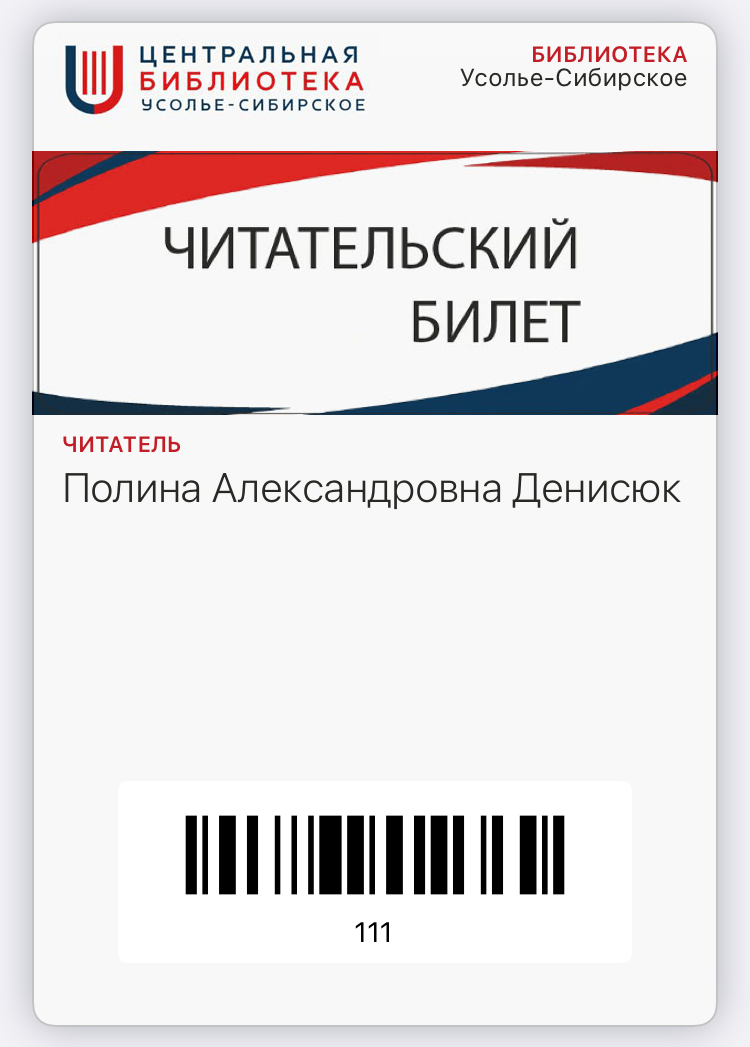 ЦЕНТРАЛЬНАЯ
БИБЛИОТЕКА
УСОЛЬЕ-СИБИРСКОЕ
БИБЛИОТЕКА
Усолье-Сибирское
ЧИТАТЕЛЬСКИЙ
БИЛЕТ
ЧИТАТЕЛЬ
Полина Александровна Денисюк
111